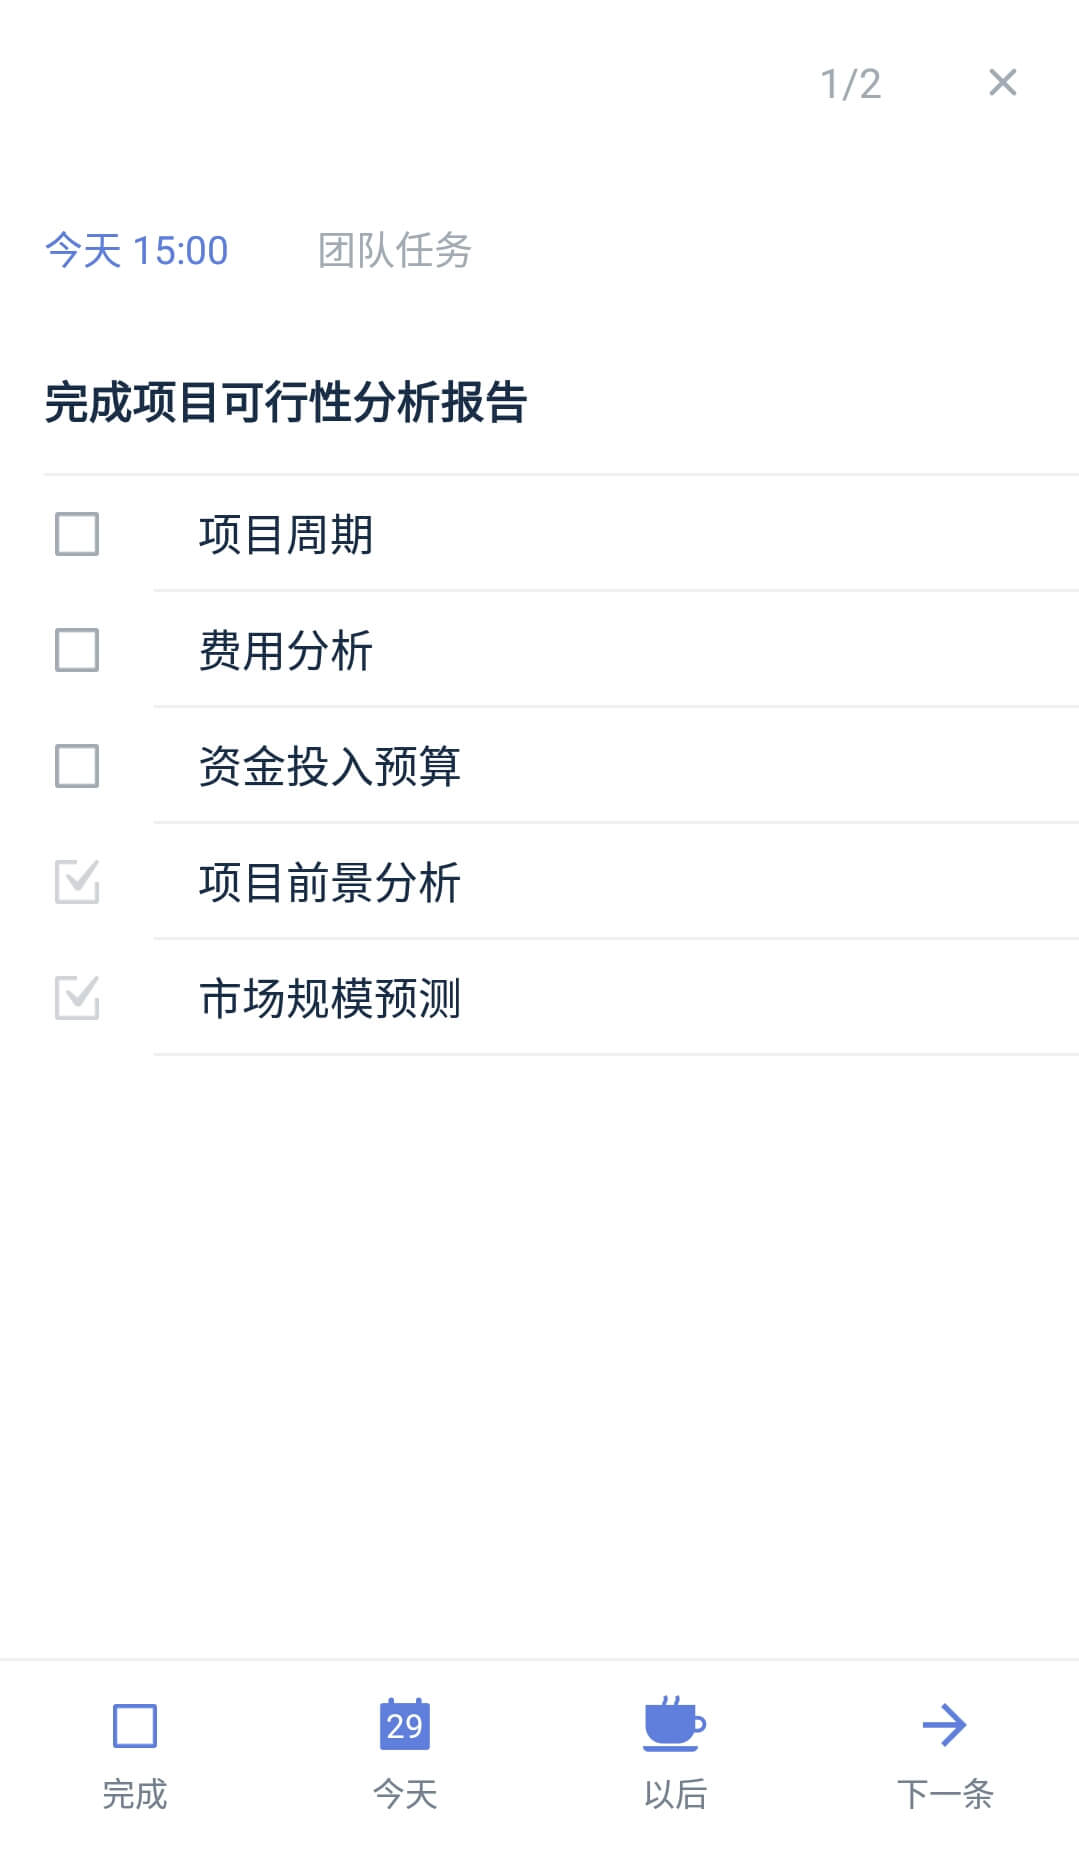 1/2
今天 15:00 团队任务
完成项目可行性分析报告
项目周期
费用分析
资金投入预算
项目前景分析
市场规模预测
29
完成 今天 以后 下一条